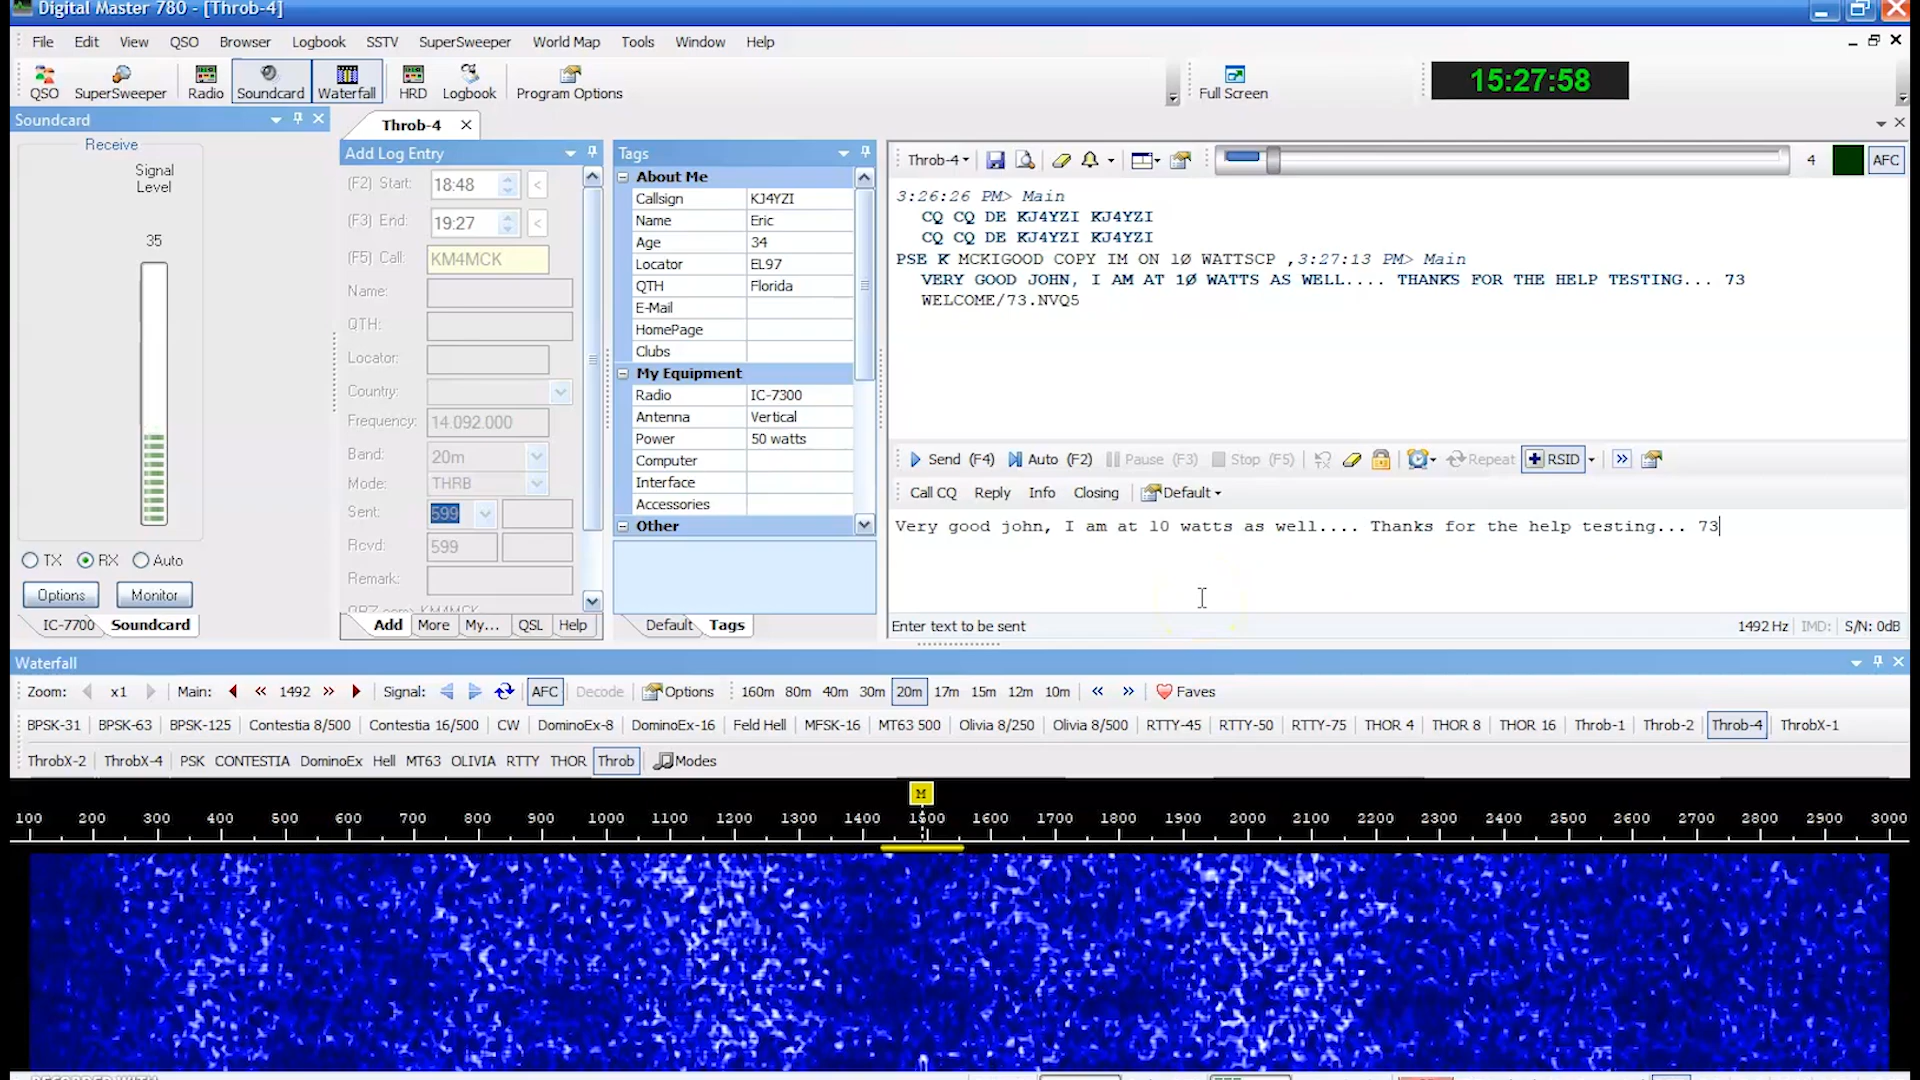 Digital Master 780 - [Throb-4]
File Edit View QSO Browser Logbook SSTV SuperSweeper World Map Tools Window Help
QSO SuperSweeper Radio Soundcard Waterfall HRD Logbook Program Options Full Screen 15:27:58
Soundcard
Receive
Signal Level
35
TX RX Auto
Options Monitor
IC-7700 Soundcard
Throb-4
Add Log Entry
(F2) Start: 18:48 <
(F3) End: 19:27 <
(F5) Call: KM4MCK
Name:
QTH:
Locator:
Country:
Frequency: 14.092.000
Band: 20m
Mode: THRB
Sent: 599
Rcvd: 599
Remark:
QRZ.com: KM4MCK
Add More My... QSL Help
Tags
About Me
Callsign KJ4YZI
Name Eric
Age 34
Locator EL97
QTH Florida
E-Mail
HomePage
Clubs
My Equipment
Radio IC-7300
Antenna Vertical
Power 50 watts
Computer
Interface
Accessories
Other
Default Tags
Throb-4 4 AFC
3:26:26 PM> Main
CQ CQ DE KJ4YZI KJ4YZI
CQ CQ DE KJ4YZI KJ4YZI
PSE K MCKIGOOD COPY IM ON 1Ø WATTSCP ,3:27:13 PM> Main
VERY GOOD JOHN, I AM AT 1Ø WATTS AS WELL.... THANKS FOR THE HELP TESTING... 73
WELCOME/73.NVQ5
Send (F4) Auto (F2) Pause (F3) Stop (F5) Repeat RSID
Call CQ Reply Info Closing Default
Very good john, I am at 10 watts as well.... Thanks for the help testing... 73
Enter text to be sent 1492 Hz IMD: S/N: 0dB
Waterfall
Zoom: x1 Main: 1492 Signal: AFC Decode Options 160m 80m 40m 30m 20m 17m 15m 12m 10m Faves
BPSK-31 BPSK-63 BPSK-125 Contestia 8/500 Contestia 16/500 CW DominoEx-8 DominoEx-16 Feld Hell MFSK-16 MT63 500 Olivia 8/250 Olivia 8/500 RTTY-45 RTTY-50 RTTY-75 THOR 4 THOR 8 THOR 16 Throb-1 Throb-2 Throb-4 ThrobX-1
ThrobX-2 ThrobX-4 PSK CONTESTIA DominoEx Hell MT63 OLIVIA RTTY THOR Throb Modes
M
100 200 300 400 500 600 700 800 900 1000 1100 1200 1300 1400 1500 1600 1700 1800 1900 2000 2100 2200 2300 2400 2500 2600 2700 2800 2900 3000
RECORDED WITH